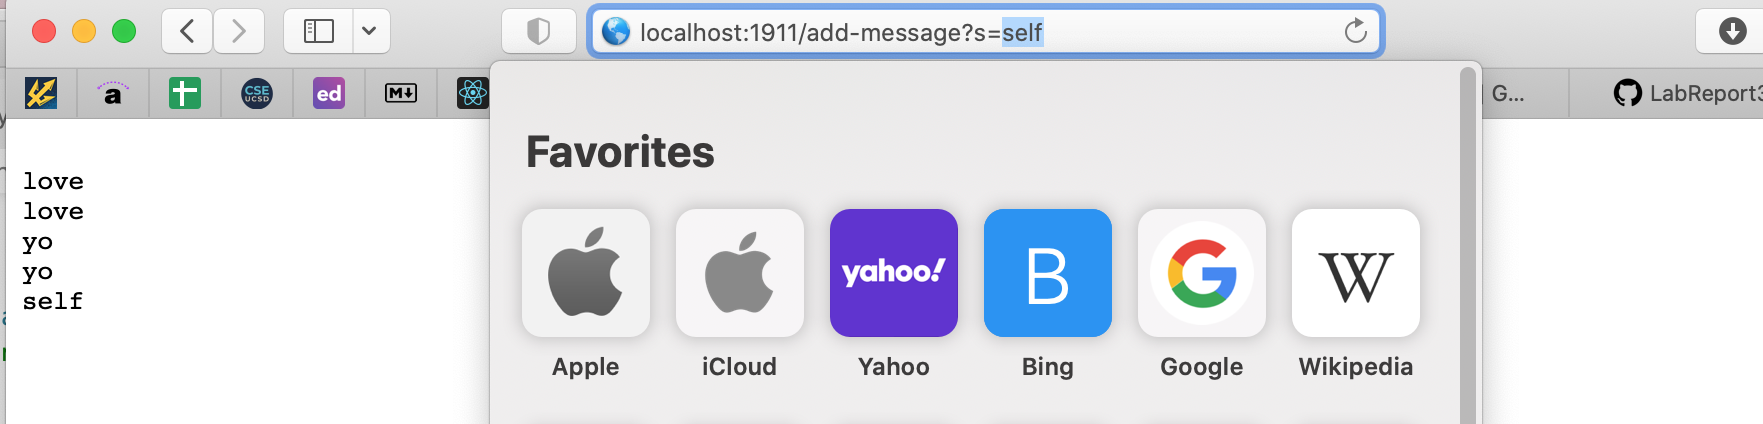 localhost:1911/add-message?s=self
a
CSE
UCSD
ed
M
G...
LabReport3
Favorites
love
love
yo
yo
self
yahoo!
B
G
W
Apple
iCloud
Yahoo
Bing
Google
Wikipedia